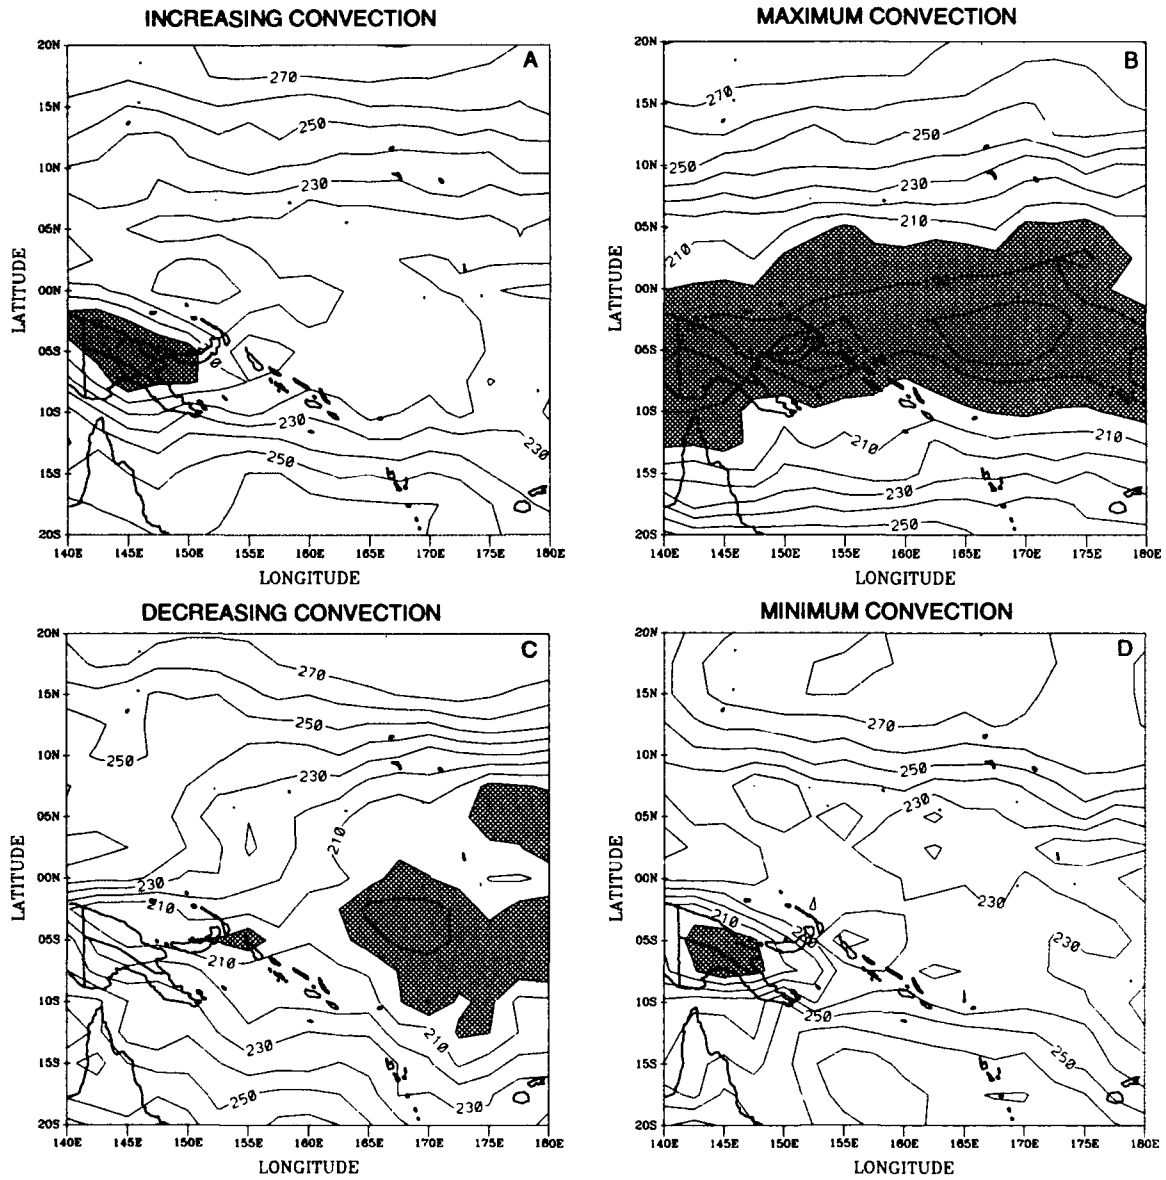 INCREASING CONVECTION
MAXIMUM CONVECTION
20N
15N
10N
05N
00N
05S
10S
15S
20S
LATITUDE
A
270
250
230
0
230
250
230
140E 145E 150E 155E 160E 165E 170E 175E 180E
LONGITUDE
20N
15N
10N
05N
00N
05S
10S
15S
20S
LATITUDE
B
270
250
250
230
210
210
210
210
230
250
140E 145E 150E 155E 160E 165E 170E 175E 180E
LONGITUDE
DECREASING CONVECTION
MINIMUM CONVECTION
20N
15N
10N
05N
00N
05S
10S
15S
20S
LATITUDE
C
270
250
250
230
210
230
210
210
210
230
250
230
140E 145E 150E 155E 160E 165E 170E 175E 180E
LONGITUDE
20N
15N
10N
05N
00N
05S
10S
15S
20S
LATITUDE
D
270
250
230
230
210
230
250
250
140E 145E 150E 155E 160E 165E 170E 175E 180E
LONGITUDE